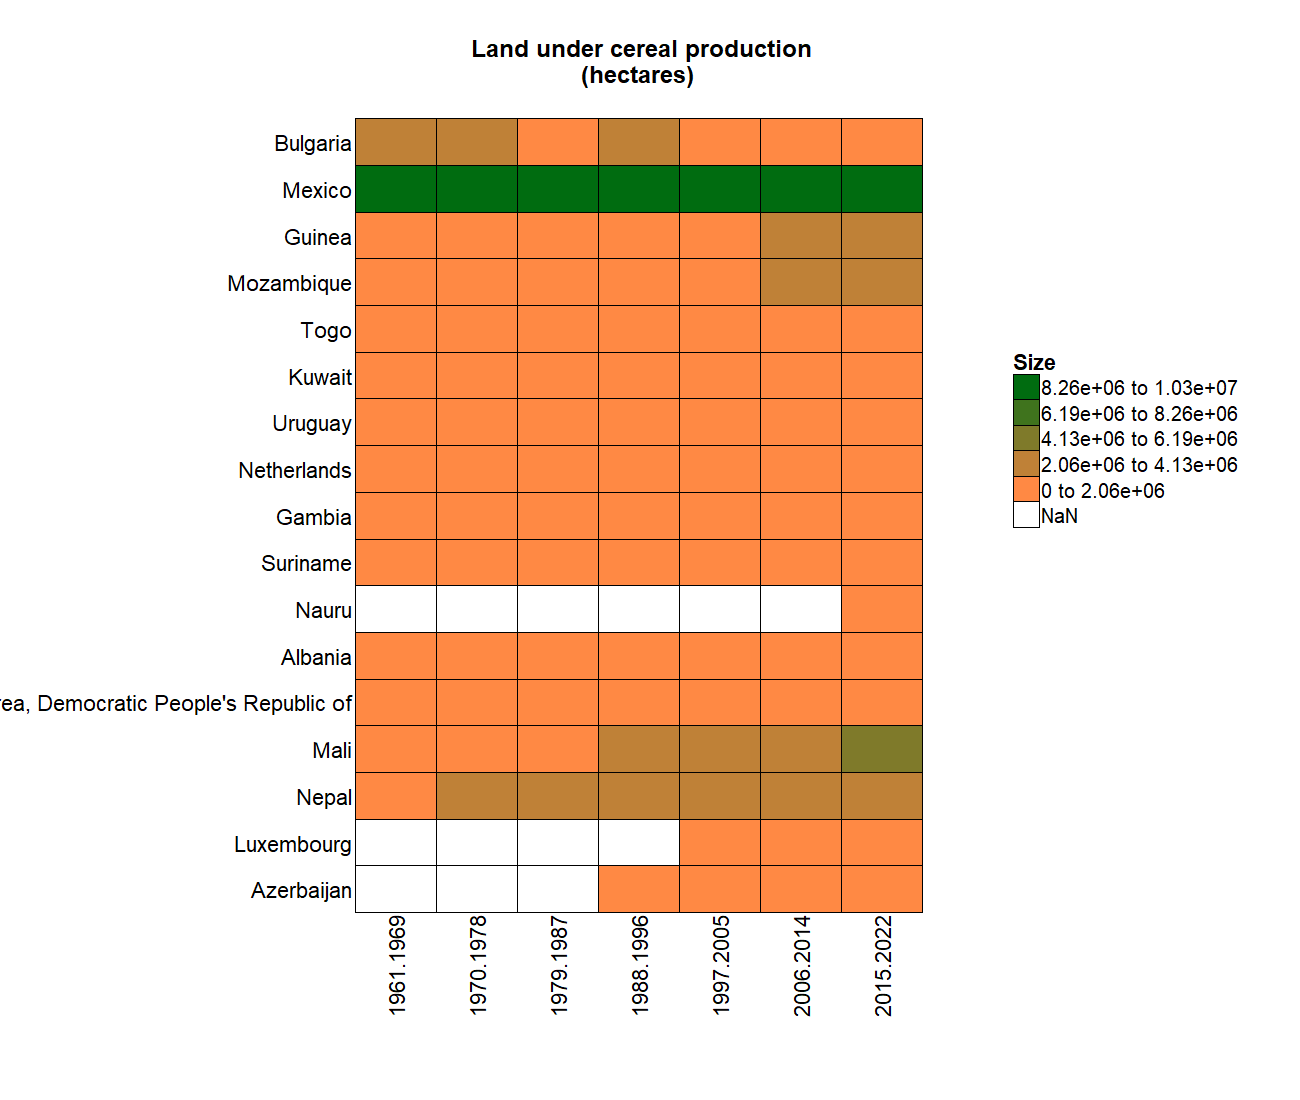 Land under cereal production
(hectares)
Bulgaria
Mexico
Guinea
Mozambique
Togo
Kuwait
Uruguay
Netherlands
Gambia
Suriname
Nauru
Albania
rea, Democratic People's Republic of
Mali
Nepal
Luxembourg
Azerbaijan
1961.1969
1970.1978
1979.1987
1988.1996
1997.2005
2006.2014
2015.2022
Size
8.26e+06 to 1.03e+07
6.19e+06 to 8.26e+06
4.13e+06 to 6.19e+06
2.06e+06 to 4.13e+06
0 to 2.06e+06
NaN